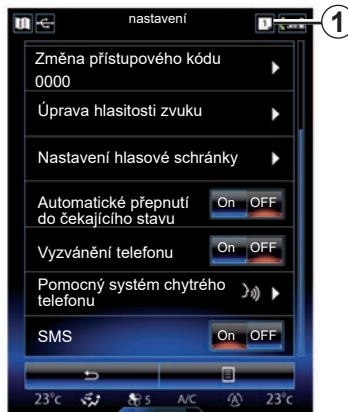 nastavení
1
1
Změna přístupového kódu
0000
Úprava hlasitosti zvuku
Nastavení hlasové schránky
Automatické přepnutí
do čekajícího stavu
On OFF
Vyzvánění telefonu
On OFF
Pomocný systém chytrého
telefonu
SMS
On OFF
23°c 5 A/C A 23°c